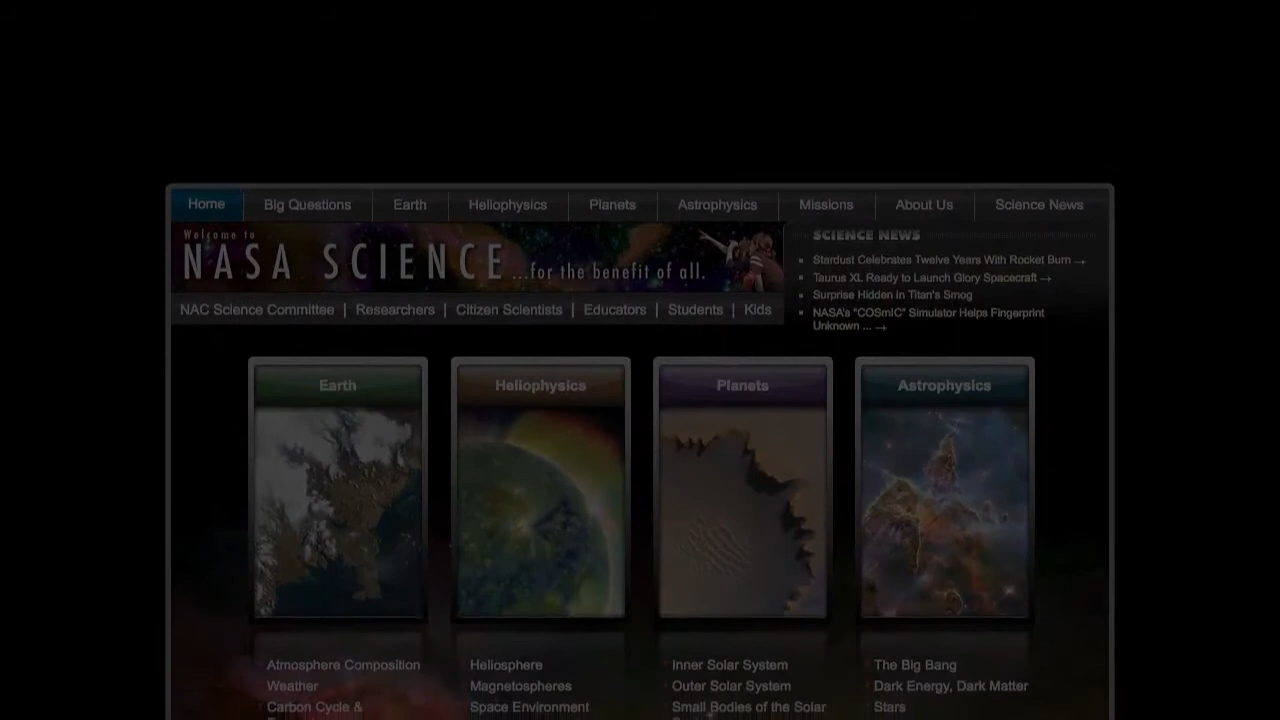 Home Big Questions Earth Heliophysics Planets Astrophysics Missions About Us Science News
Welcome to
NASA SCIENCE ...for the benefit of all.
NAC Science Committee | Researchers | Citizen Scientists | Educators | Students | Kids
SCIENCE NEWS
Stardust Celebrates Twelve Years With Rocket Burn →
Taurus XL Ready to Launch Glory Spacecraft →
Surprise Hidden in Titan's Smog
NASA's "COSmIC" Simulator Helps Fingerprint
Unknown ... →
Earth
Heliophysics
Planets
Astrophysics
Atmosphere Composition
Weather
Carbon Cycle &
Heliosphere
Magnetospheres
Space Environment
Inner Solar System
Outer Solar System
Small Bodies of the Solar
The Big Bang
Dark Energy, Dark Matter
Stars